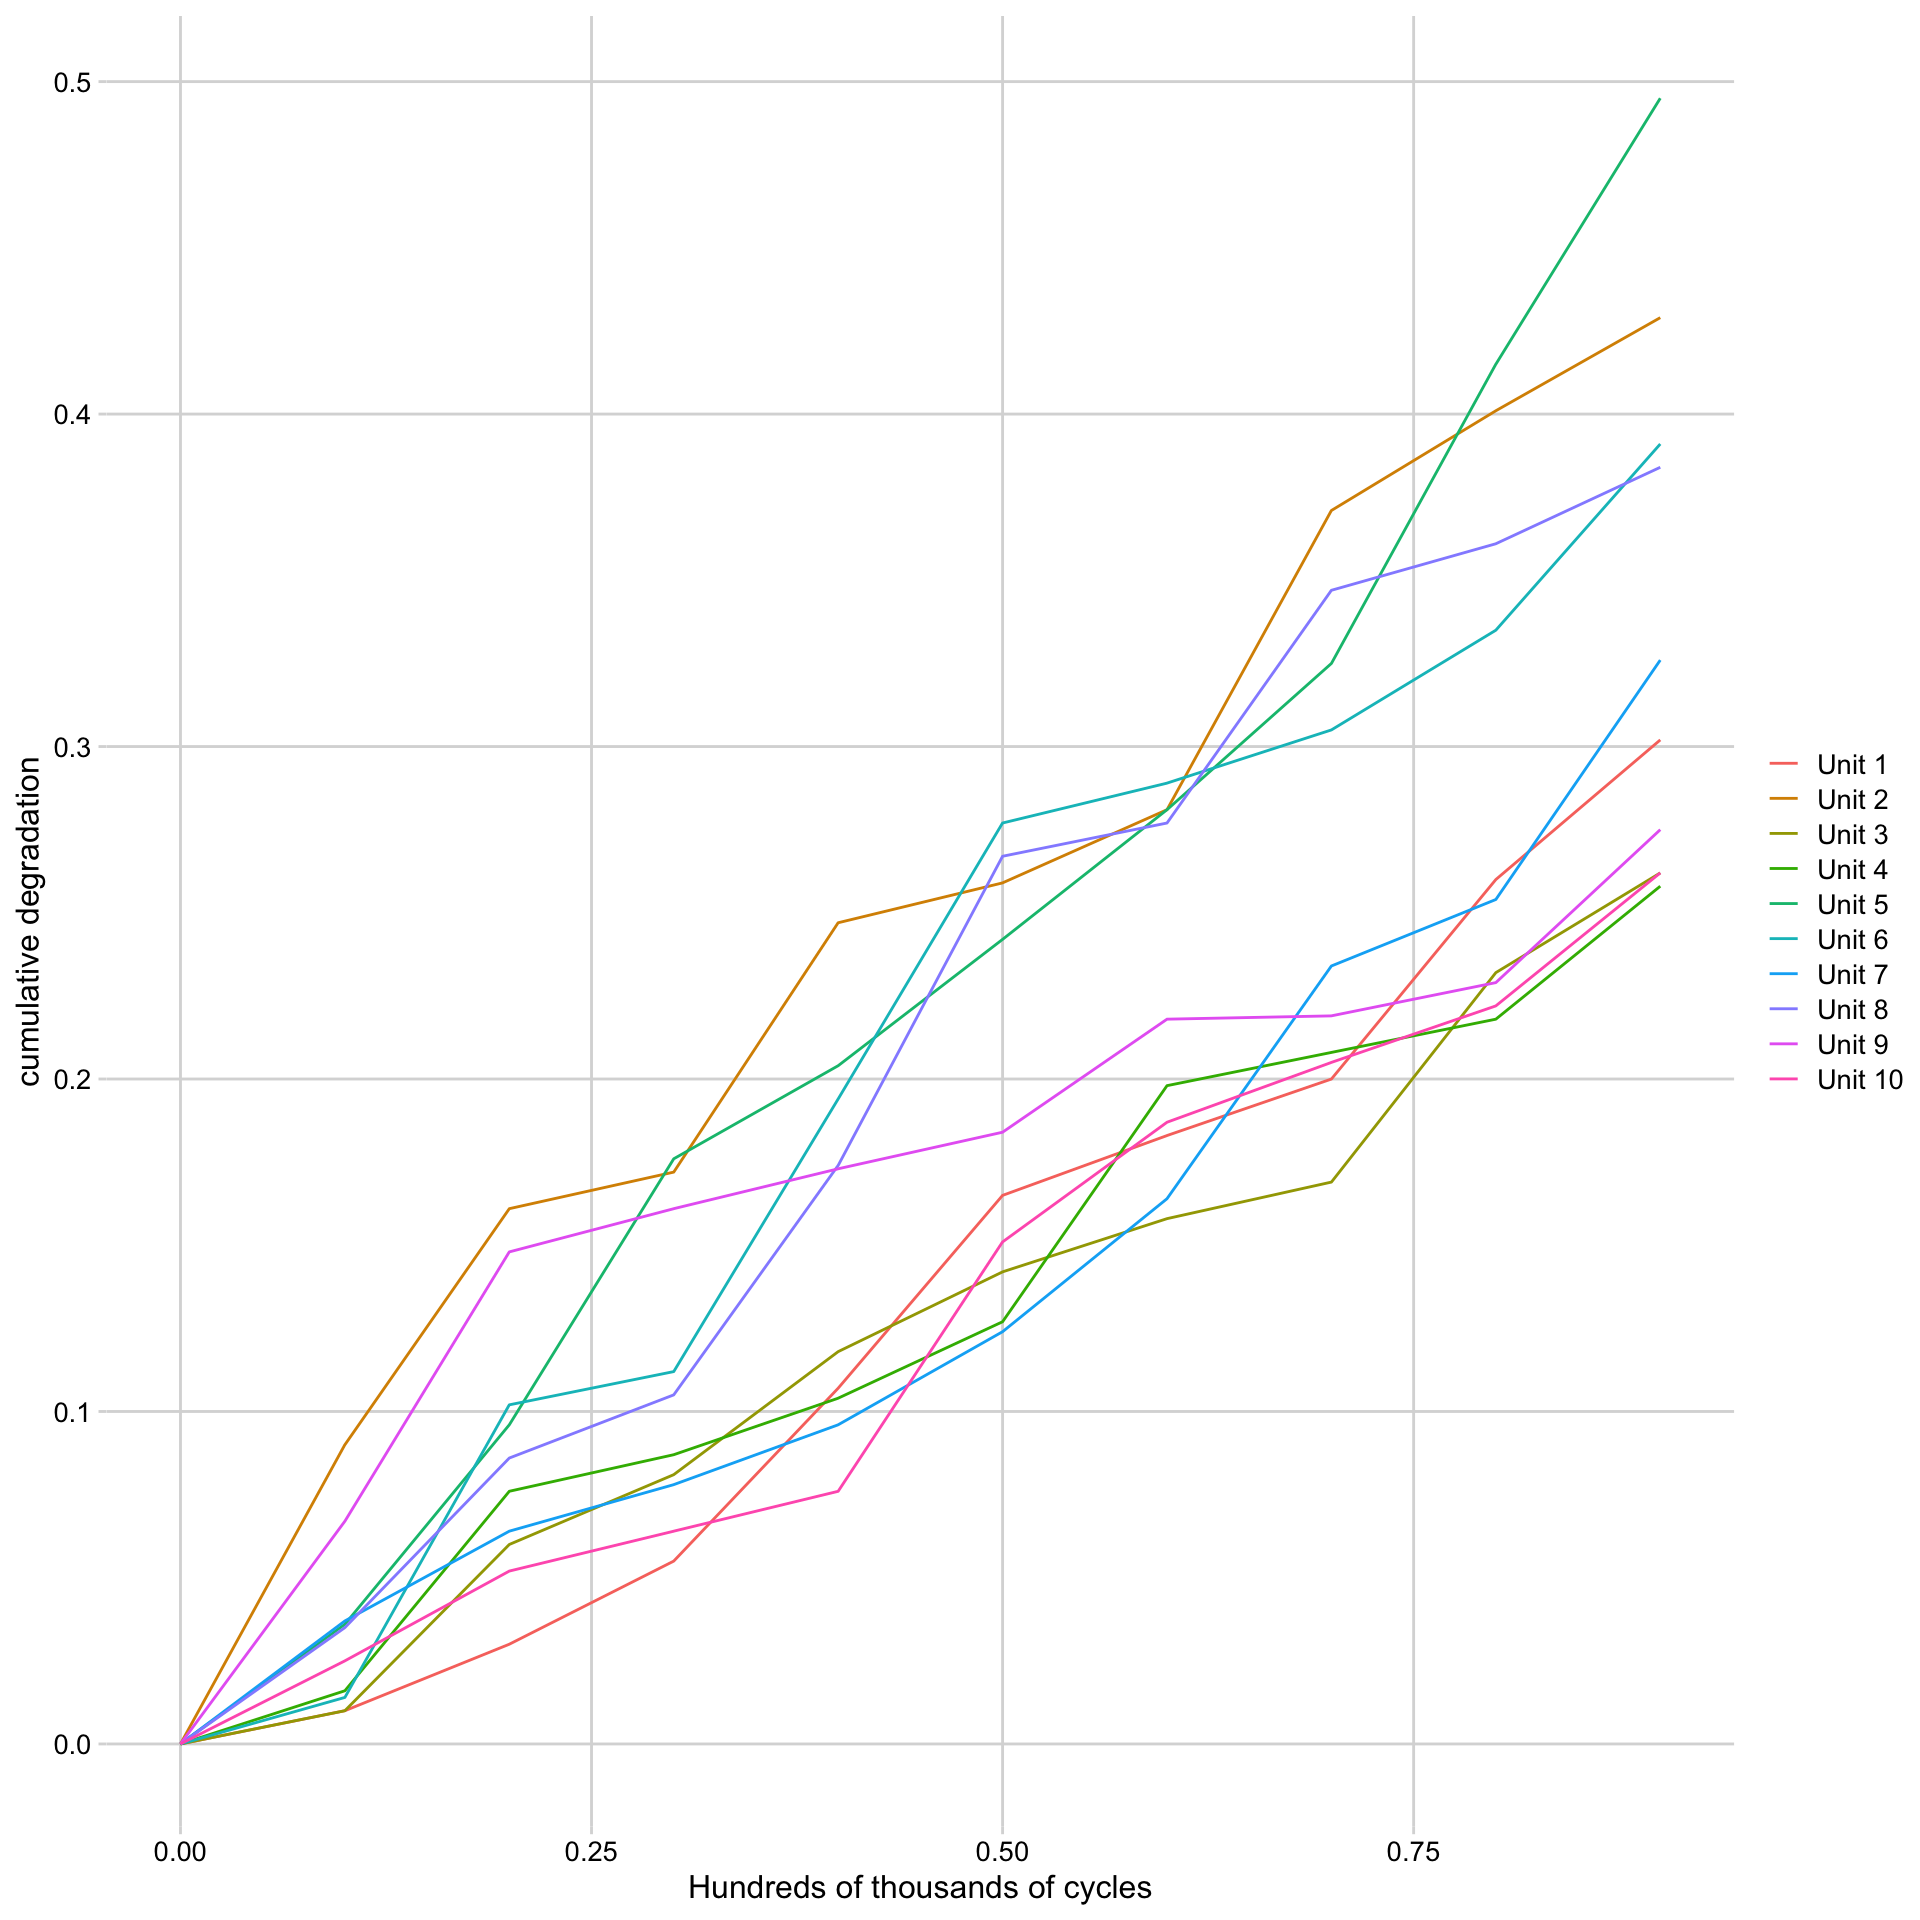 0.5
0.4
0.3
0.2
0.1
0.0
cumulative degradation
0.00
0.25
0.50
0.75
Hundreds of thousands of cycles
Unit 1
Unit 2
Unit 3
Unit 4
Unit 5
Unit 6
Unit 7
Unit 8
Unit 9
Unit 10